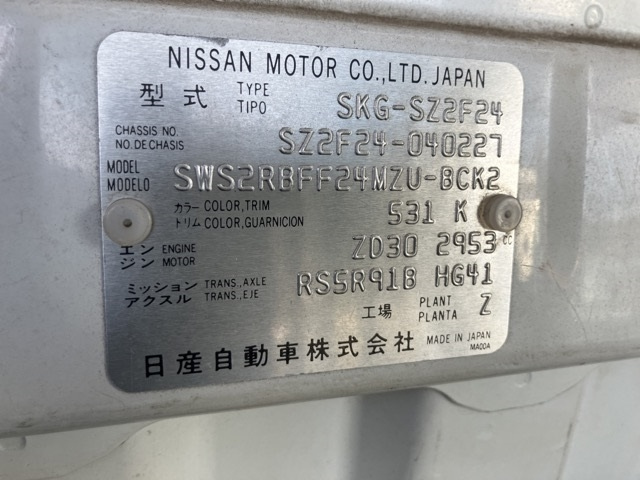 NISSAN MOTOR CO.,LTD. JAPAN
型式 TYPE TIPO SKG-SZ2F24
CHASSIS NO. NO. DE CHASIS SZ2F24-040227
MODEL MODELO SWS2RBFF24MZU-BCK2
カラー COLOR,TRIM
トリム COLOR,GUARNICION 531 K
エンジン ENGINE MOTOR ZD30 2953 cc
ミッション TRANS.,AXLE
アクスル TRANS.,EJE RS5R91B HG41
工場 PLANT PLANTA Z
日産自動車株式会社 MADE IN JAPAN
MA00A